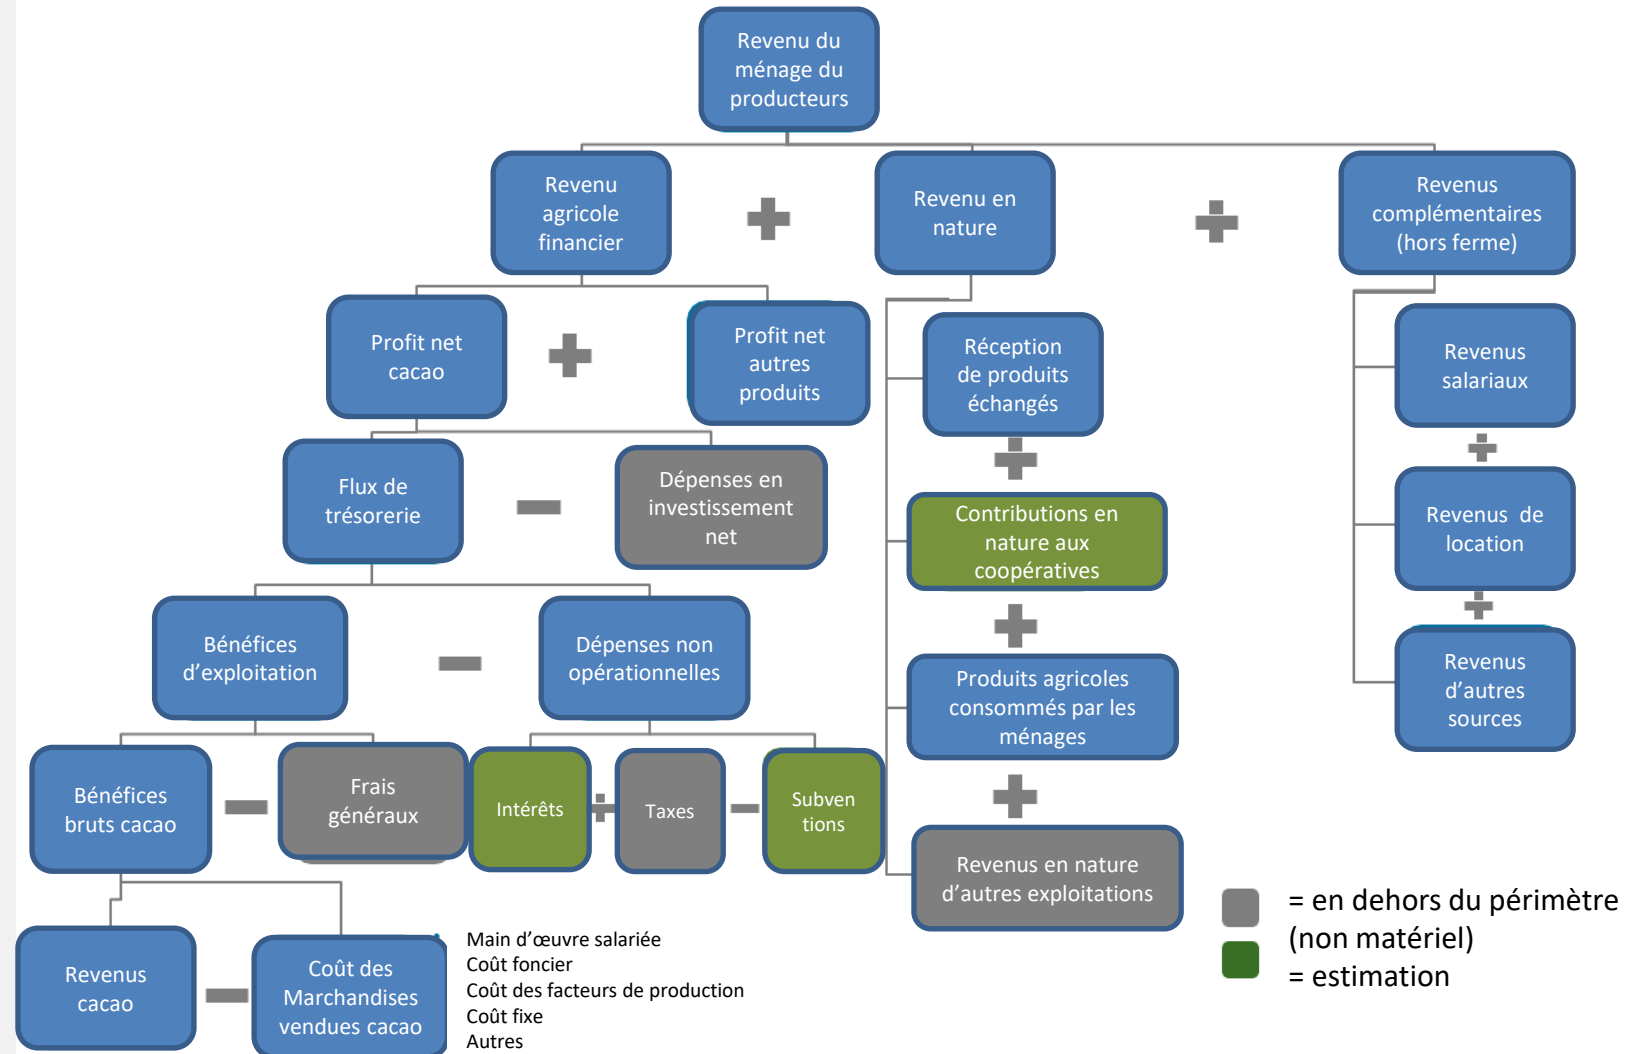 Revenu du
ménage du
producteurs
Revenu
agricole
financier
Revenu en
nature
Revenus
complémentaires
(hors ferme)
Profit net
cacao
Profit net
autres
produits
Réception
de produits
échangés
Revenus
salariaux
Flux de
trésorerie
Dépenses en
investissement
net
Contributions en
nature aux
coopératives
Revenus  de
location
Bénéfices
d’exploitation
Dépenses non
opérationnelles
Produits agricoles
consommés par les
ménages
Revenus
d’autres
sources
Bénéfices
bruts cacao
Frais
généraux
Intérêts
Taxes
Subven
tions
Revenus en nature
d’autres exploitations
Revenus
cacao
Coût des
Marchandises
vendues cacao
Main d’œuvre salariée
Coût foncier
Coût des facteurs de production
Coût fixe
Autres
= en dehors du périmètre
(non matériel)
= estimation